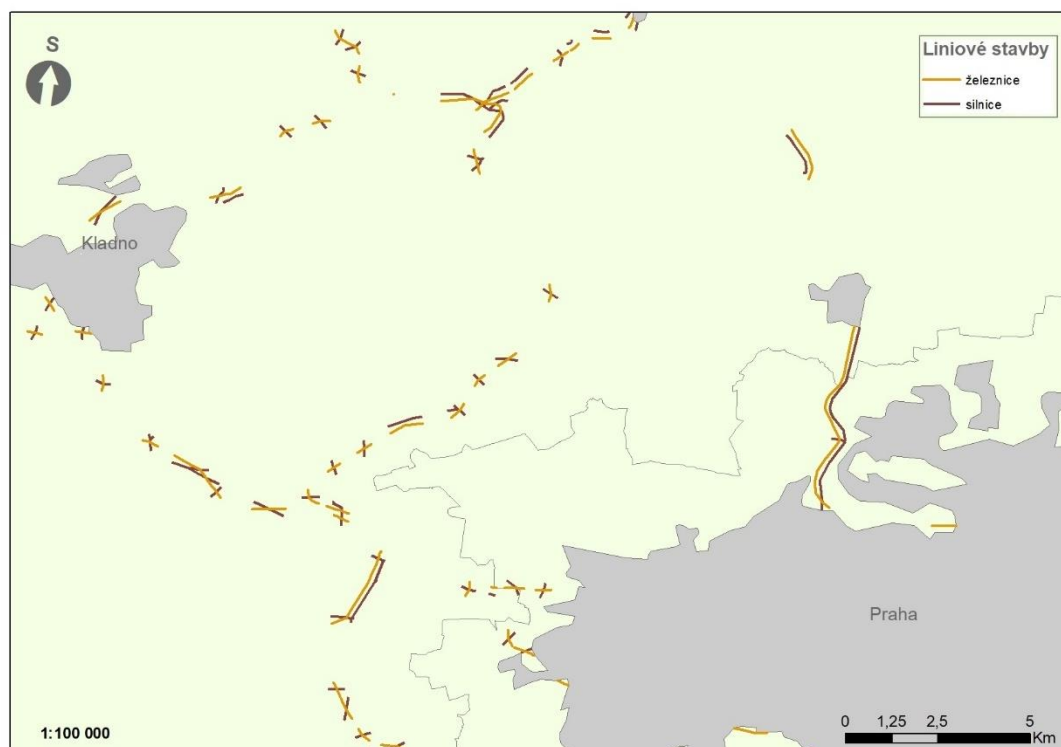 S
Liniové stavby
železnice
silnice
Kladno
Praha
1:100 000
0 1,25 2,5 5
Km